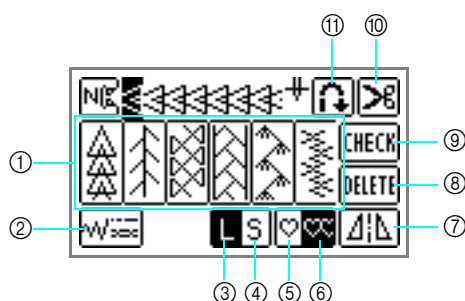 ⑪ ⑩
N
① CHECK ⑨
DELETE ⑧
② W L S ⑦
③ ④ ⑤ ⑥